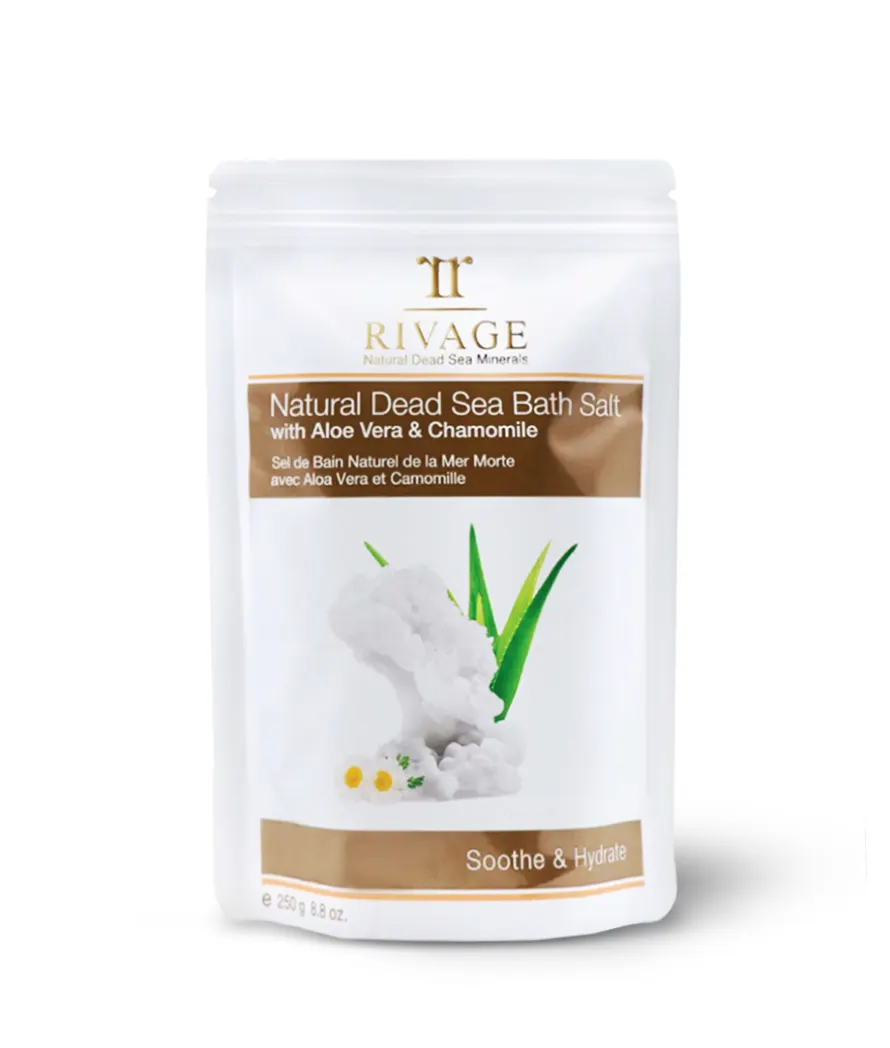 RIVAGE
Natural Dead Sea Minerals
Natural Dead Sea Bath Salt
with Aloe Vera & Chamomile
Sel de Bain Naturel de la Mer Morte
avec Aloa Vera et Camomille
Soothe & Hydrate
e 250 g 8.8 oz.